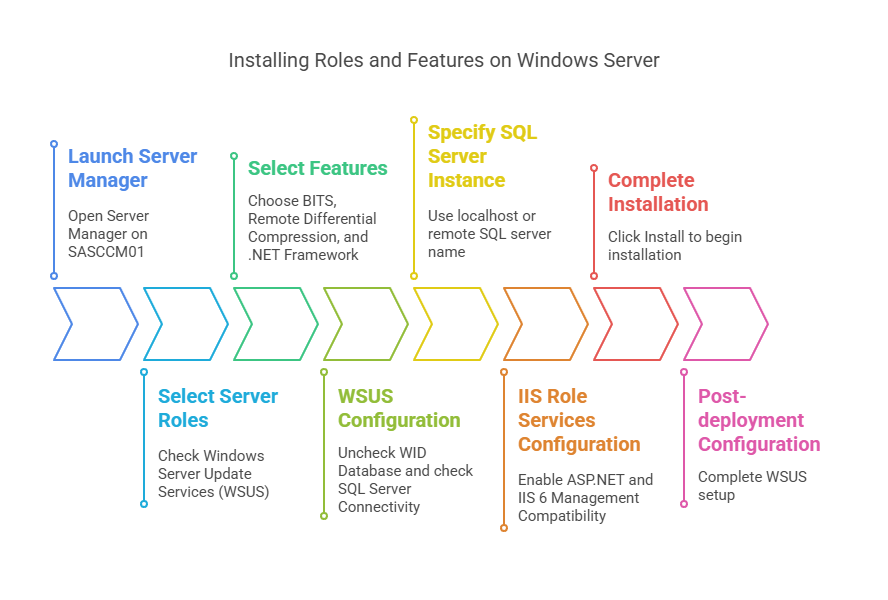 Installing Roles and Features on Windows Server
Launch Server
Manager
Open Server
Manager on
SASCCM01
Select Server
Roles
Check Windows
Server Update
Services (WSUS)
Select Features
Choose BITS,
Remote Differential
Compression, and
.NET Framework
WSUS
Configuration
Uncheck WID
Database and check
SQL Server
Connectivity
Specify SQL
Server
Instance
Use localhost or
remote SQL server
name
IIS Role
Services
Configuration
Enable ASP.NET and
IIS 6 Management
Compatibility
Complete
Installation
Click Install to begin
installation
Post-
deployment
Configuration
Complete WSUS
setup